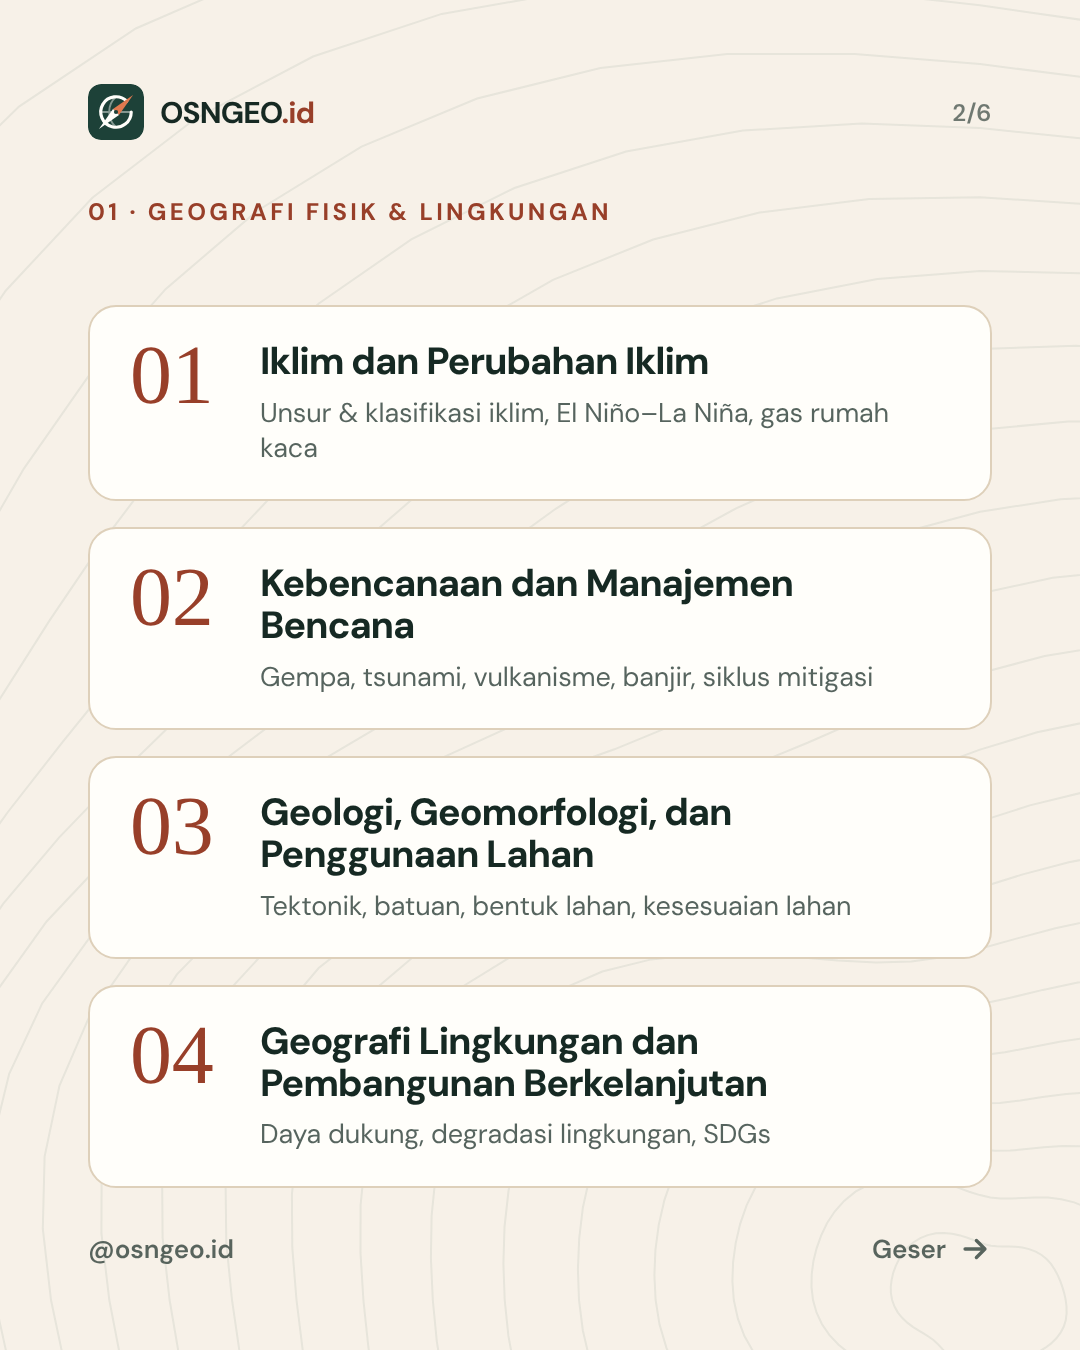 OSNGEO.id
2/6
01 · GEOGRAFI FISIK & LINGKUNGAN
01
Iklim dan Perubahan Iklim
Unsur & klasifikasi iklim, El Niño–La Niña, gas rumah
kaca
02
Kebencanaan dan Manajemen
Bencana
Gempa, tsunami, vulkanisme, banjir, siklus mitigasi
03
Geologi, Geomorfologi, dan
Penggunaan Lahan
Tektonik, batuan, bentuk lahan, kesesuaian lahan
04
Geografi Lingkungan dan
Pembangunan Berkelanjutan
Daya dukung, degradasi lingkungan, SDGs
@osngeo.id
Geser →